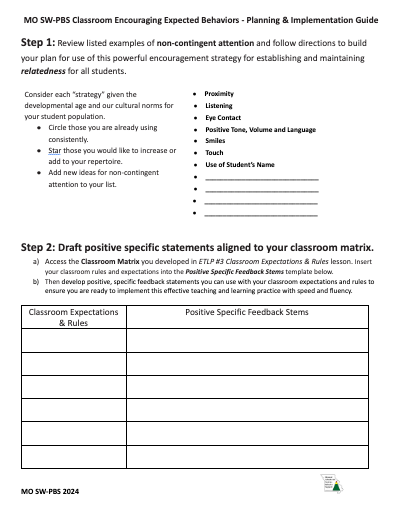 MO SW-PBS Classroom Encouraging Expected Behaviors - Planning & Implementation Guide
Step 1: Review listed examples of non-contingent attention and follow directions to build
your plan for use of this powerful encouragement strategy for establishing and maintaining
relatedness for all students.
Consider each “strategy” given the
developmental age and our cultural norms for
your student population.
● Circle those you are already using
consistently.
● Star those you would like to increase or
add to your repertoire.
● Add new ideas for non-contingent
attention to your list.
● Proximity
● Listening
● Eye Contact
● Positive Tone, Volume and Language
● Smiles
● Touch
● Use of Student’s Name
● ______________________________
● ______________________________
● ______________________________
● ______________________________
Step 2: Draft positive specific statements aligned to your classroom matrix.
a) Access the Classroom Matrix you developed in ETLP #3 Classroom Expectations & Rules lesson. Insert
your classroom rules and expectations into the Positive Specific Feedback Stems template below.
b) Then develop positive, specific feedback statements you can use with your classroom expectations and rules to
ensure you are ready to implement this effective teaching and learning practice with speed and fluency.
Classroom Expectations
& Rules
Positive Specific Feedback Stems
MO SW-PBS 2024